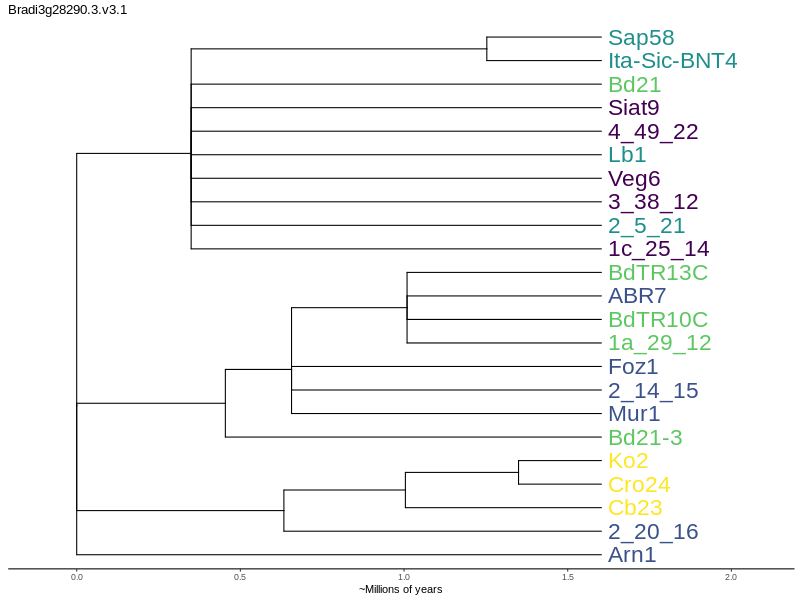 Bradi3g28290.3.v3.1
Sap58
Ita-Sic-BNT4
Bd21
Siat9
4_49_22
Lb1
Veg6
3_38_12
2_5_21
1c_25_14
BdTR13C
ABR7
BdTR10C
1a_29_12
Foz1
2_14_15
Mur1
Bd21-3
Ko2
Cro24
Cb23
2_20_16
Arn1
0.0 0.5 1.0 1.5 2.0
~Millions of years